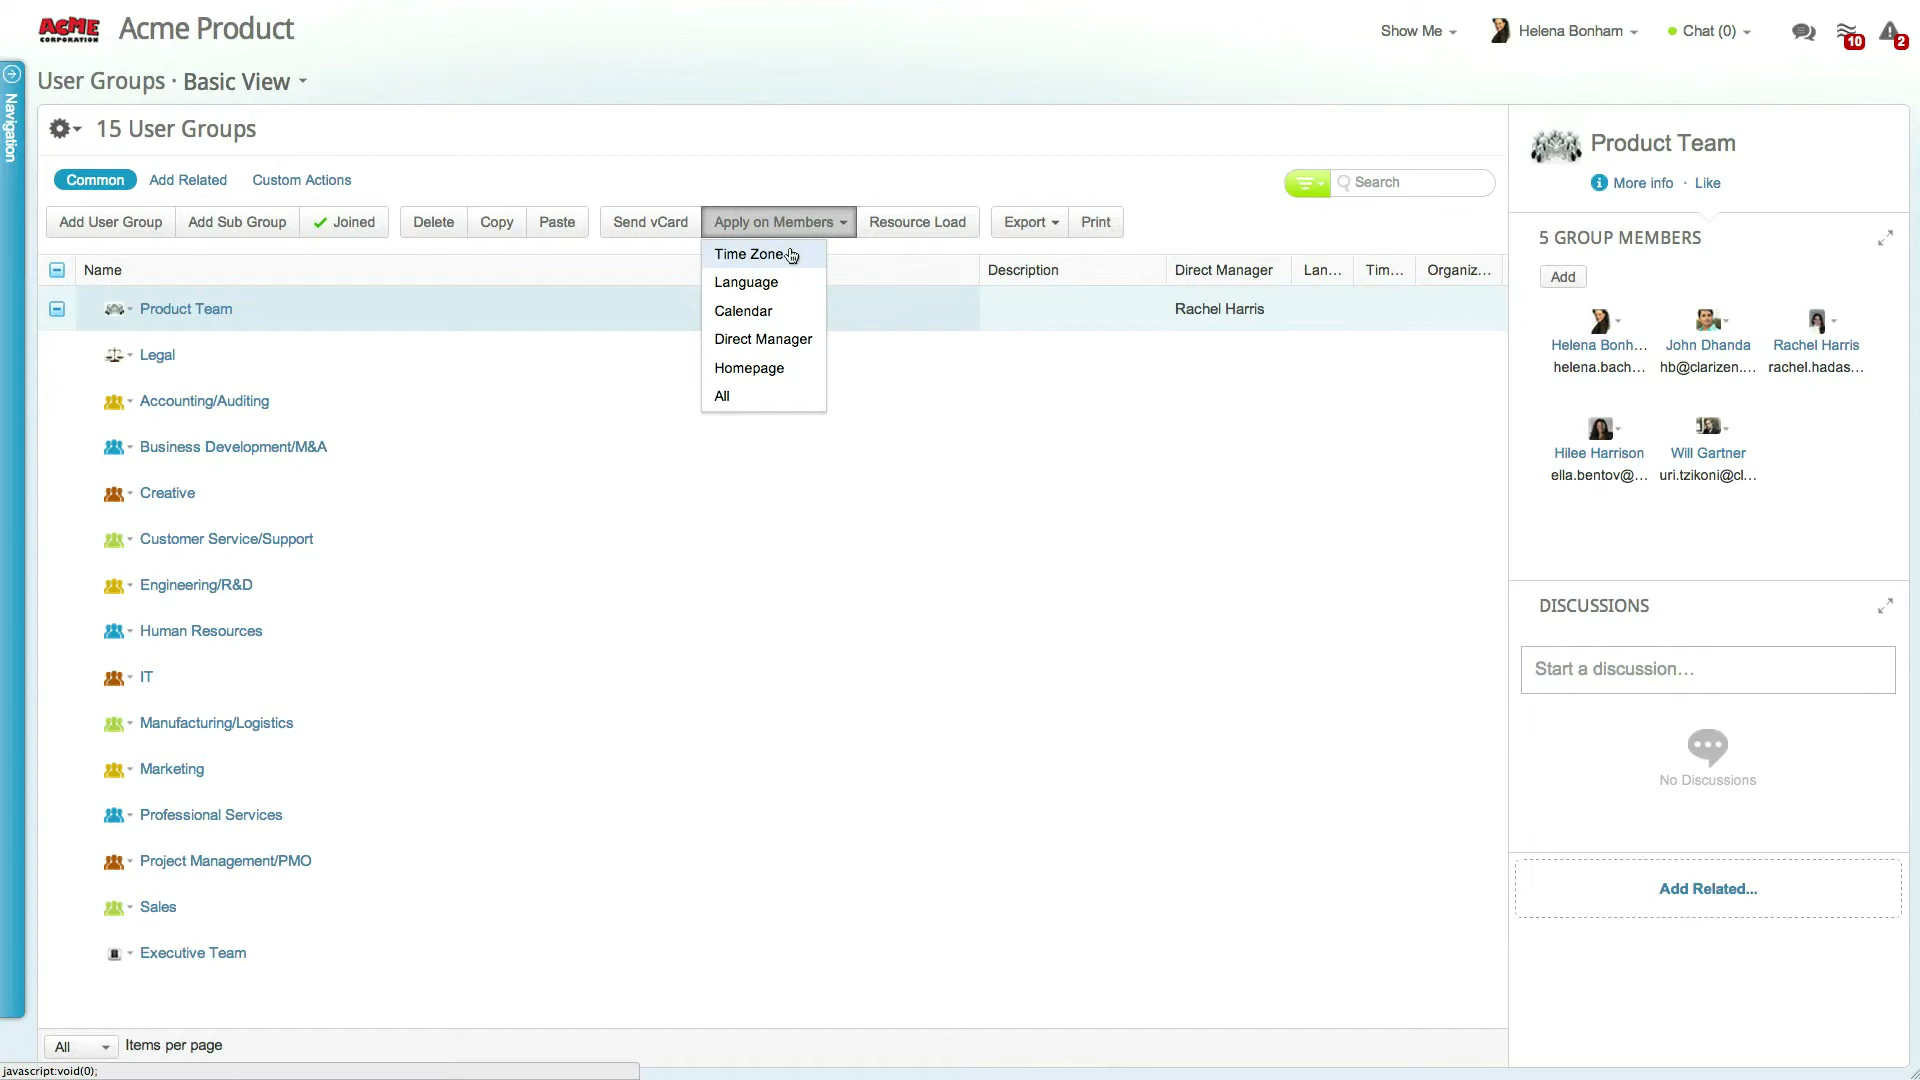 ACME CORPORATION Acme Product
Show Me Helena Bonham Chat (0) 10 2
Navigation
User Groups · Basic View
15 User Groups
Common Add Related Custom Actions
Search
Add User Group Add Sub Group Joined Delete Copy Paste Send vCard Apply on Members Resource Load Export Print
Time Zone
Language
Calendar
Direct Manager
Homepage
All
Name Description Direct Manager Lan... Tim... Organiz...
Product Team Rachel Harris
Legal
Accounting/Auditing
Business Development/M&A
Creative
Customer Service/Support
Engineering/R&D
Human Resources
IT
Manufacturing/Logistics
Marketing
Professional Services
Project Management/PMO
Sales
Executive Team
All Items per page
javascript:void(0);
Product Team
More info · Like
5 GROUP MEMBERS
Add
Helena Bonh... John Dhanda Rachel Harris
helena.bach... hb@clarizen.... rachel.hadas...
Hilee Harrison Will Gartner
ella.bentov@... uri.tzikoni@cl...
DISCUSSIONS
Start a discussion...
No Discussions
Add Related...